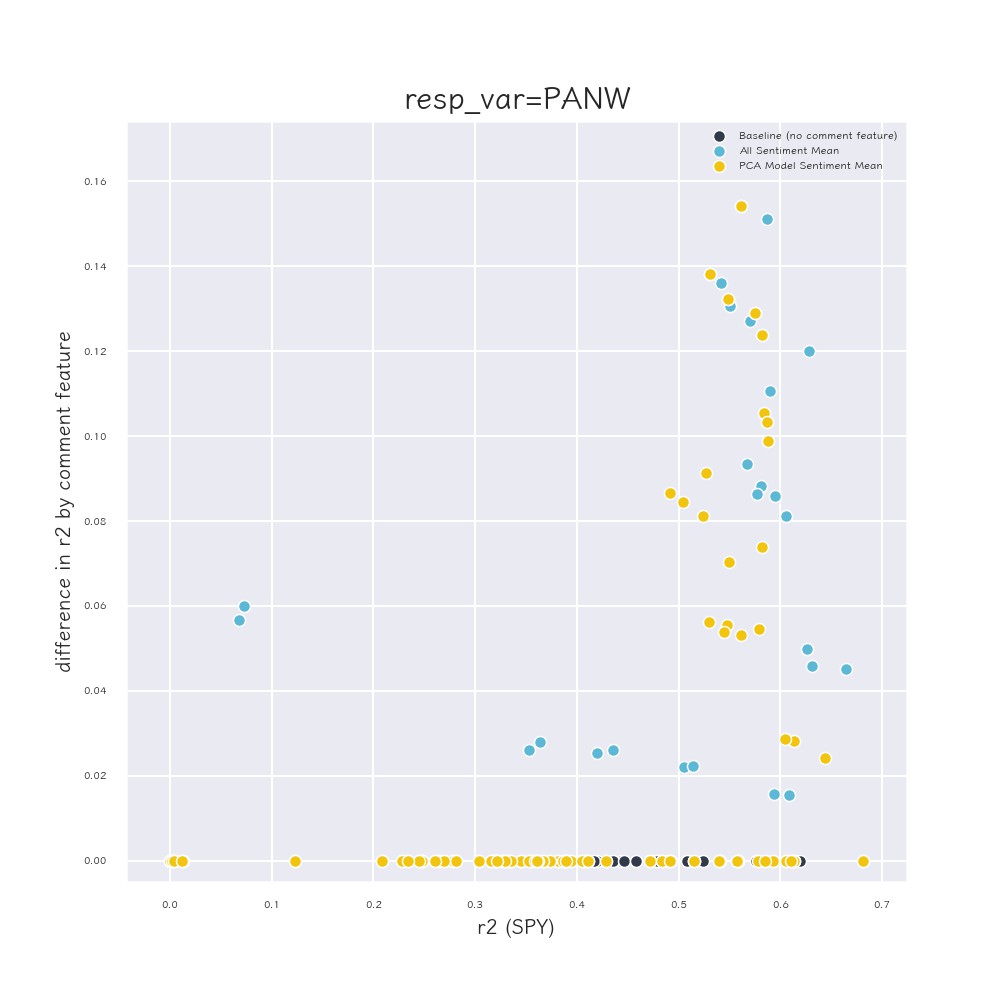 resp_var=PANW
Baseline (no comment feature)
All Sentiment Mean
PCA Model Sentiment Mean
difference in r2 by comment feature
0.16
0.14
0.12
0.10
0.08
0.06
0.04
0.02
0.00
0.0 0.1 0.2 0.3 0.4 0.5 0.6 0.7
r2 (SPY)